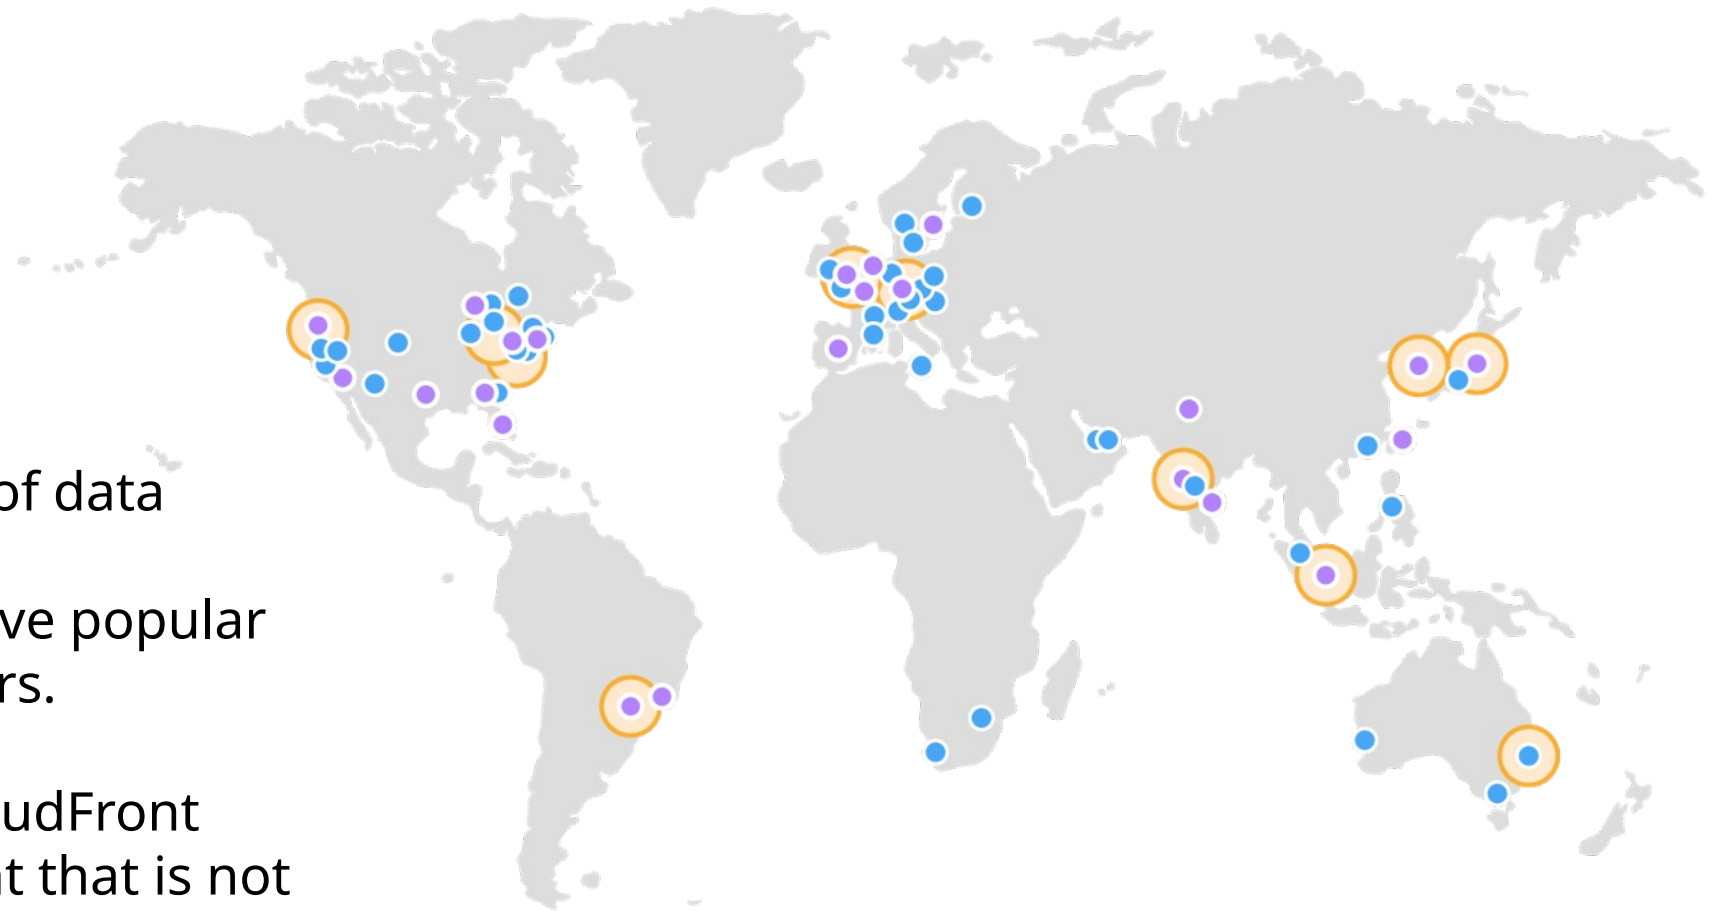 of data
ve popular
rs.
udFront
t that is not